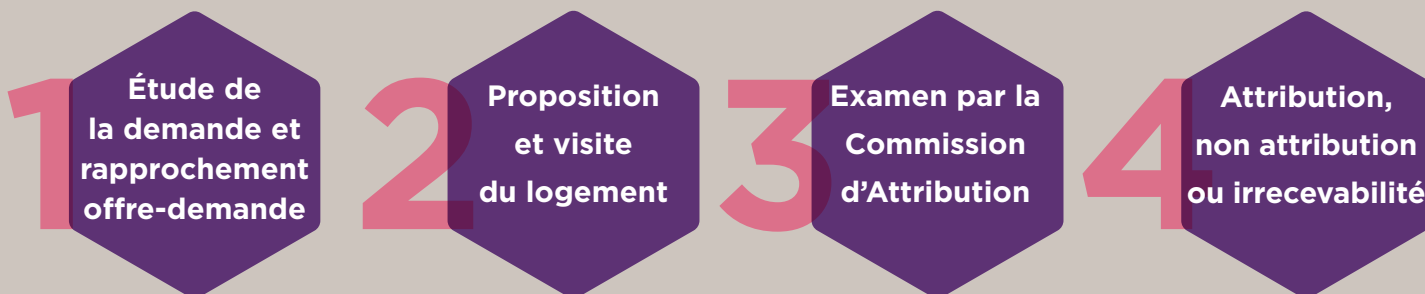 1
Étude de
la demande et
rapprochement
offre-demande
2
Proposition
et visite
du logement
3
Examen par la
Commission
d’Attribution
4
Attribution,
non attribution
ou irrecevabilité